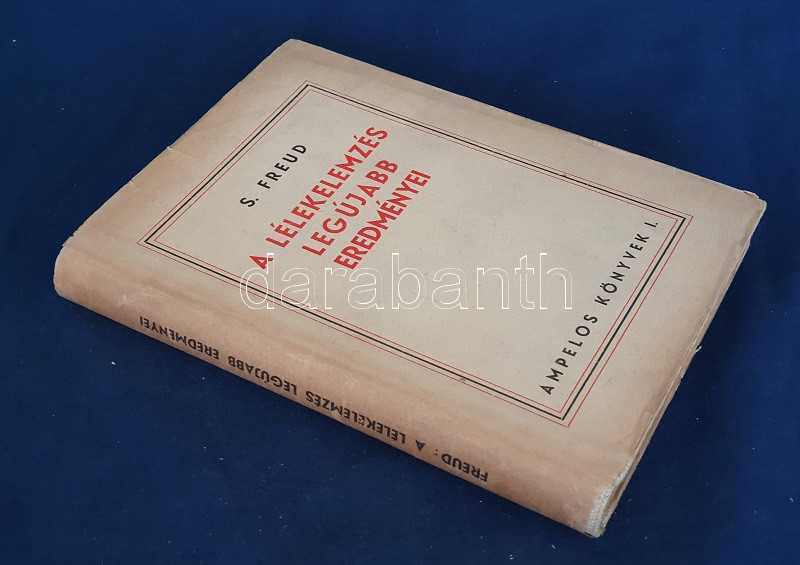 S. FREUD
A LÉLEKELEMZÉS
LEGÚJABB
EREDMÉNYEI
AMPELOS KÖNYVEK I.
FREUD: A LÉLEKELEMZÉS LEGÚJABB EREDMÉNYEI
darabanth